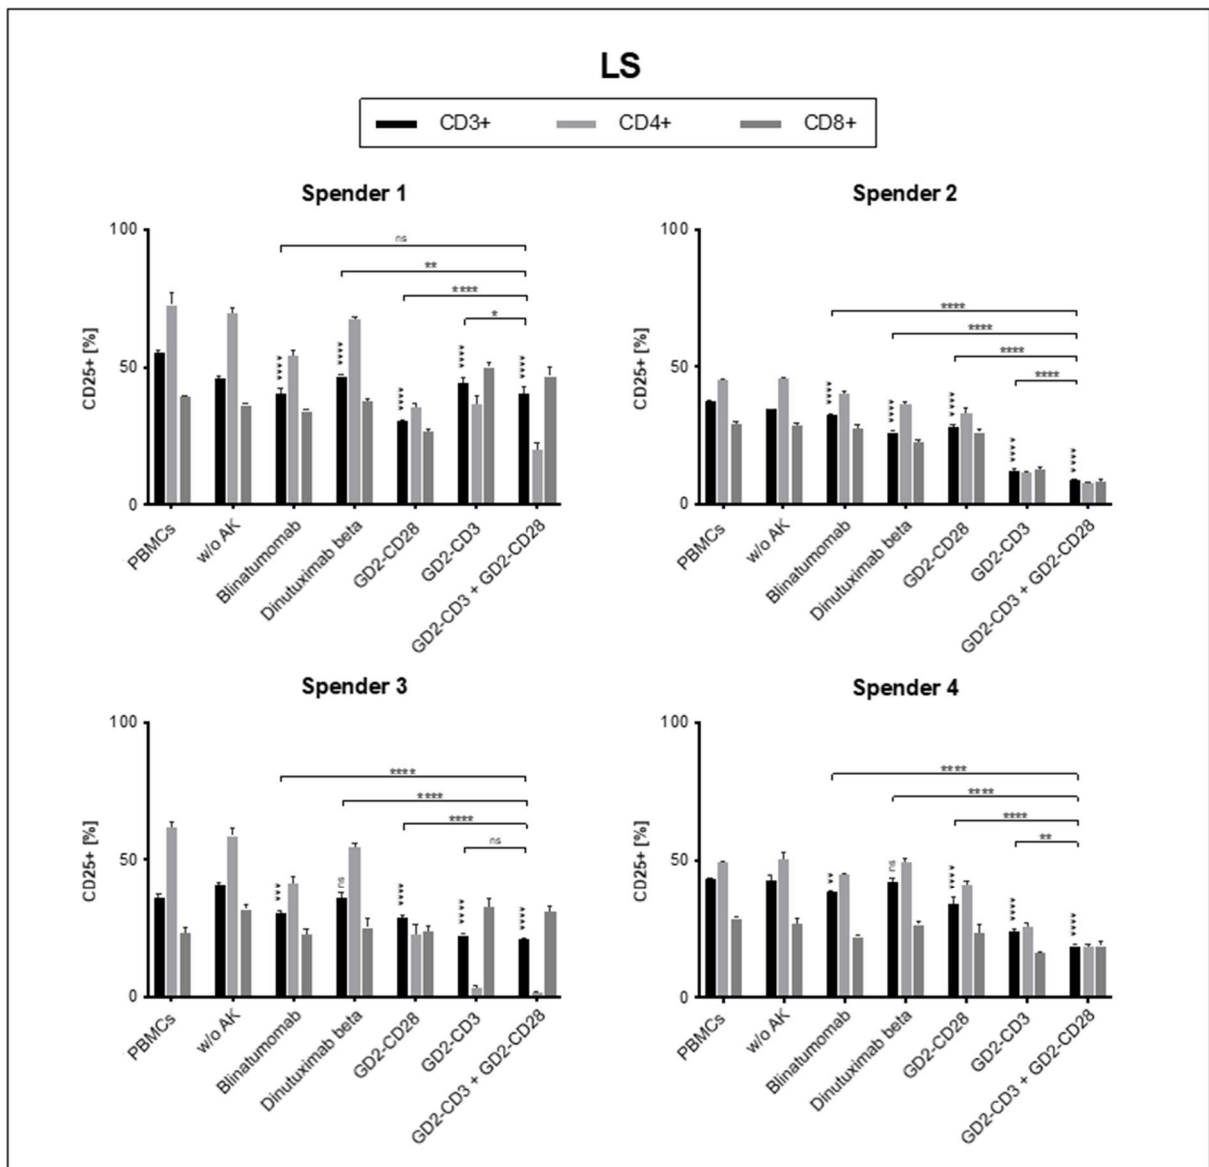 LS
CD3+ CD4+ CD8+
Spender 1
CD25+ [%]
100
50
0
ns
**
****
*
**** **** **** **** ****
PBMCs
w/o AK
Blinatumomab
Dinutuximab beta
GD2-CD28
GD2-CD3
GD2-CD3 + GD2-CD28
Spender 2
CD25+ [%]
100
50
0
****
****
****
****
**** **** **** **** ****
PBMCs
w/o AK
Blinatumomab
Dinutuximab beta
GD2-CD28
GD2-CD3
GD2-CD3 + GD2-CD28
Spender 3
CD25+ [%]
100
50
0
****
****
****
ns
*** ns **** **** ****
PBMCs
w/o AK
Blinatumomab
Dinutuximab beta
GD2-CD28
GD2-CD3
GD2-CD3 + GD2-CD28
Spender 4
CD25+ [%]
100
50
0
****
****
****
**
** ns **** **** ****
PBMCs
w/o AK
Blinatumomab
Dinutuximab beta
GD2-CD28
GD2-CD3
GD2-CD3 + GD2-CD28